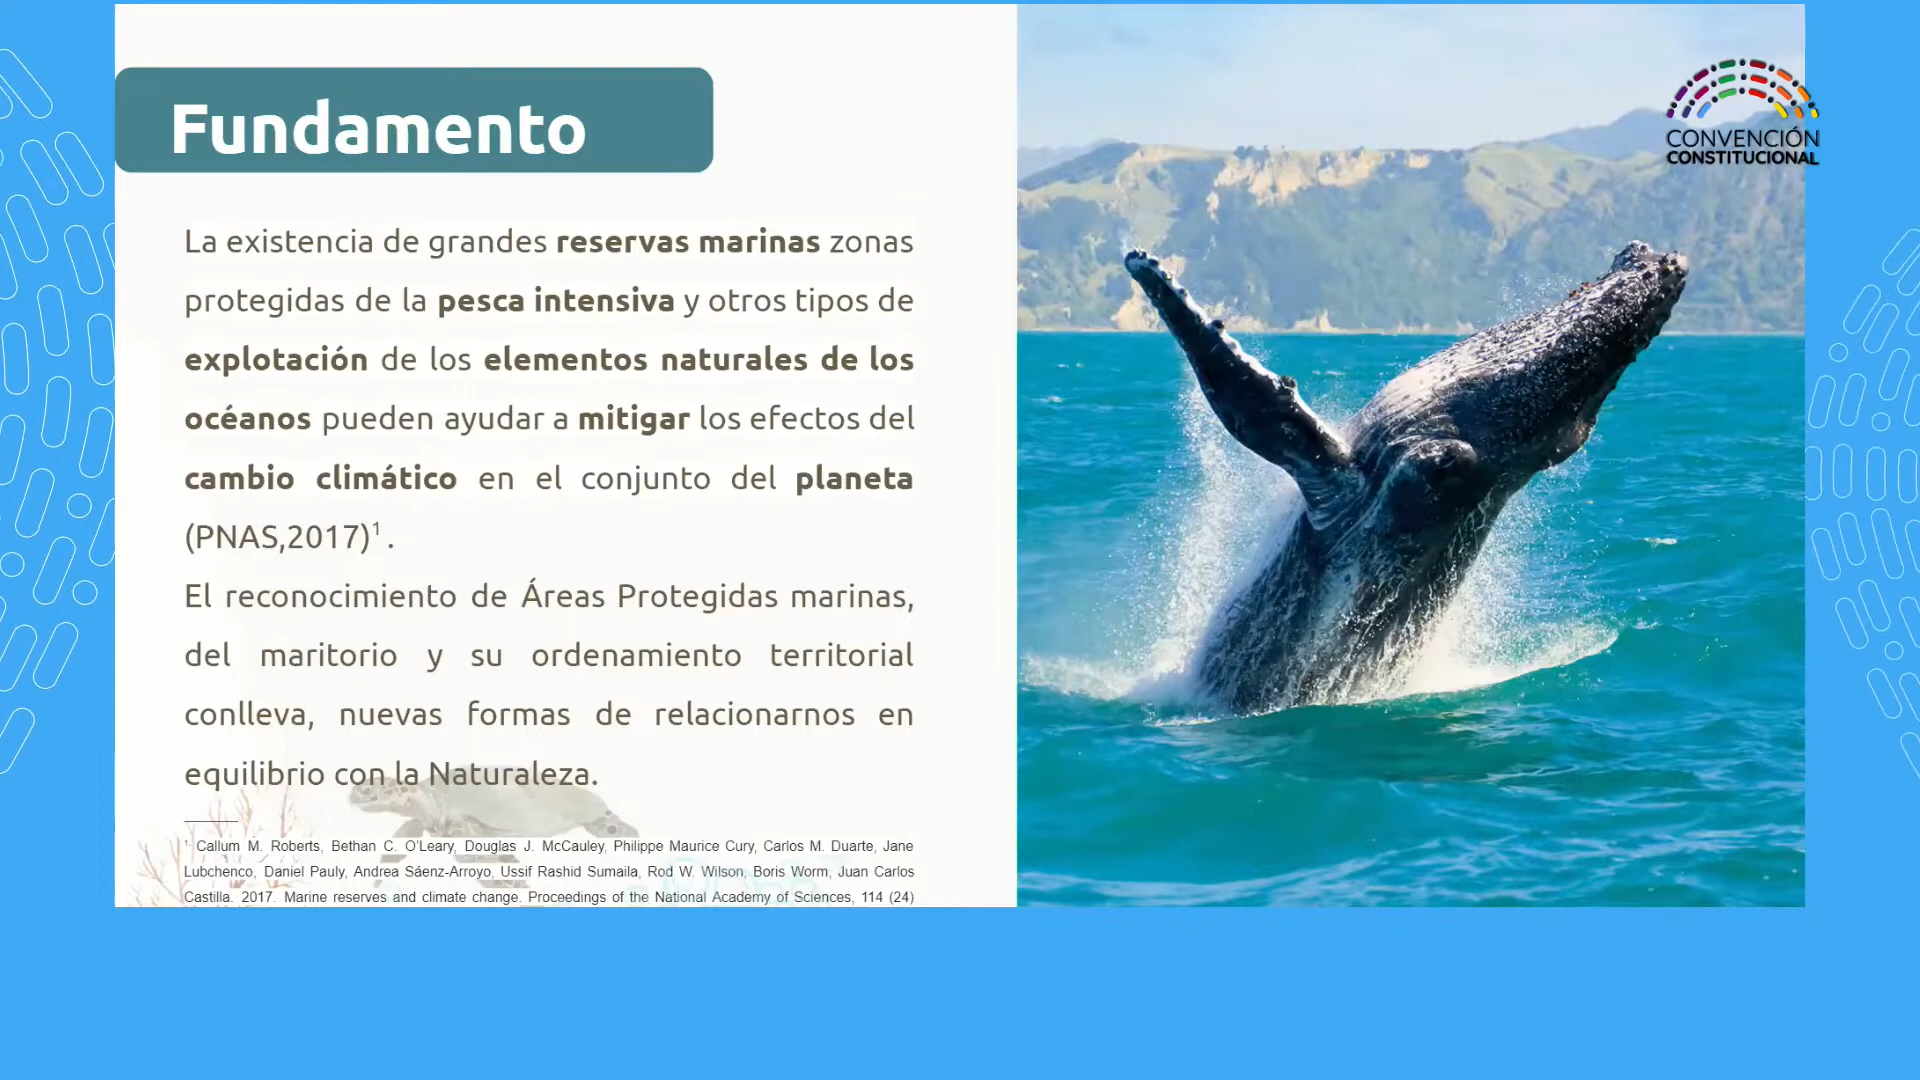 Fundamento
CONVENCIÓN
CONSTITUCIONAL
La existencia de grandes reservas marinas zonas
protegidas de la pesca intensiva y otros tipos de
explotación de los elementos naturales de los
océanos pueden ayudar a mitigar los efectos del
cambio climático en el conjunto del planeta
(PNAS,2017)¹ .
El reconocimiento de Áreas Protegidas marinas,
del maritorio y su ordenamiento territorial
conlleva, nuevas formas de relacionarnos en
equilibrio con la Naturaleza.
¹· Callum M. Roberts, Bethan C. O'Leary, Douglas J. McCauley, Philippe Maurice Cury, Carlos M. Duarte, Jane
Lubchenco, Daniel Pauly, Andrea Sáenz-Arroyo, Ussif Rashid Sumaila, Rod W. Wilson, Boris Worm, Juan Carlos
Castilla. 2017. Marine reserves and climate change. Proceedings of the National Academy of Sciences, 114 (24)